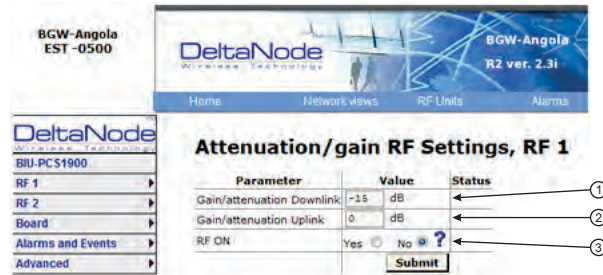 BGW-Angola
EST -0500
DeltaNode
Wireless Technology
BGW-Angola
R2 ver. 2.3i
Home Network views RF Units Alarms
DeltaNode
Wireless Technology
BIU-PCS1900
RF 1
RF 2
Board
Alarms and Events
Advanced
Attenuation/gain RF Settings, RF 1
Parameter Value Status
Gain/attenuation Downlink -15 dB 1
Gain/attenuation Uplink 0 dB 2
RF ON Yes No ? 3
Submit